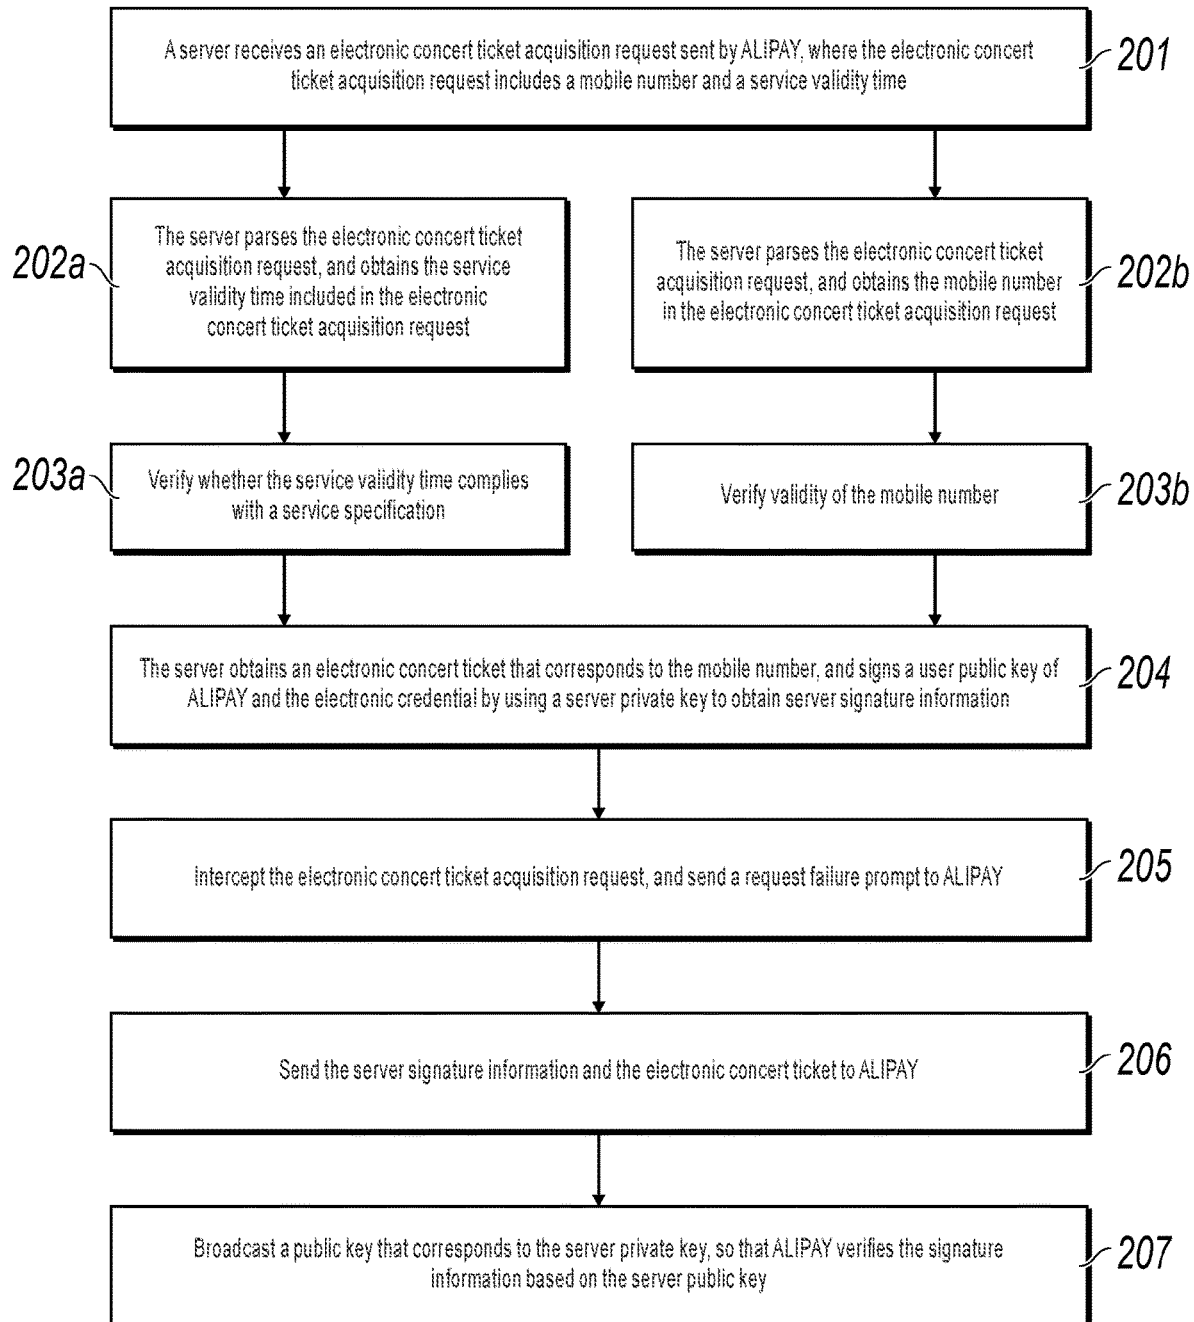 A server receives an electronic concert ticket acquisition request sent by ALIPAY, where the electronic concert
ticket acquisition request includes a mobile number and a service validity time
201
The server parses the electronic concert ticket
acquisition request, and obtains the service
validity time included in the electronic
concert ticket acquisition request
202a
The server parses the electronic concert ticket
acquisition request, and obtains the mobile number
in the electronic concert ticket acquisition request
202b
Verify whether the service validity time complies
with a service specification
203a
Verify validity of the mobile number
203b
The server obtains an electronic concert ticket that corresponds to the mobile number, and signs a user public key of
ALIPAY and the electronic credential by using a server private key to obtain server signature information
204
Intercept the electronic concert ticket acquisition request, and send a request failure prompt to ALIPAY
205
Send the server signature information and the electronic concert ticket to ALIPAY
206
Broadcast a public key that corresponds to the server private key, so that ALIPAY verifies the signature
information based on the server public key
207